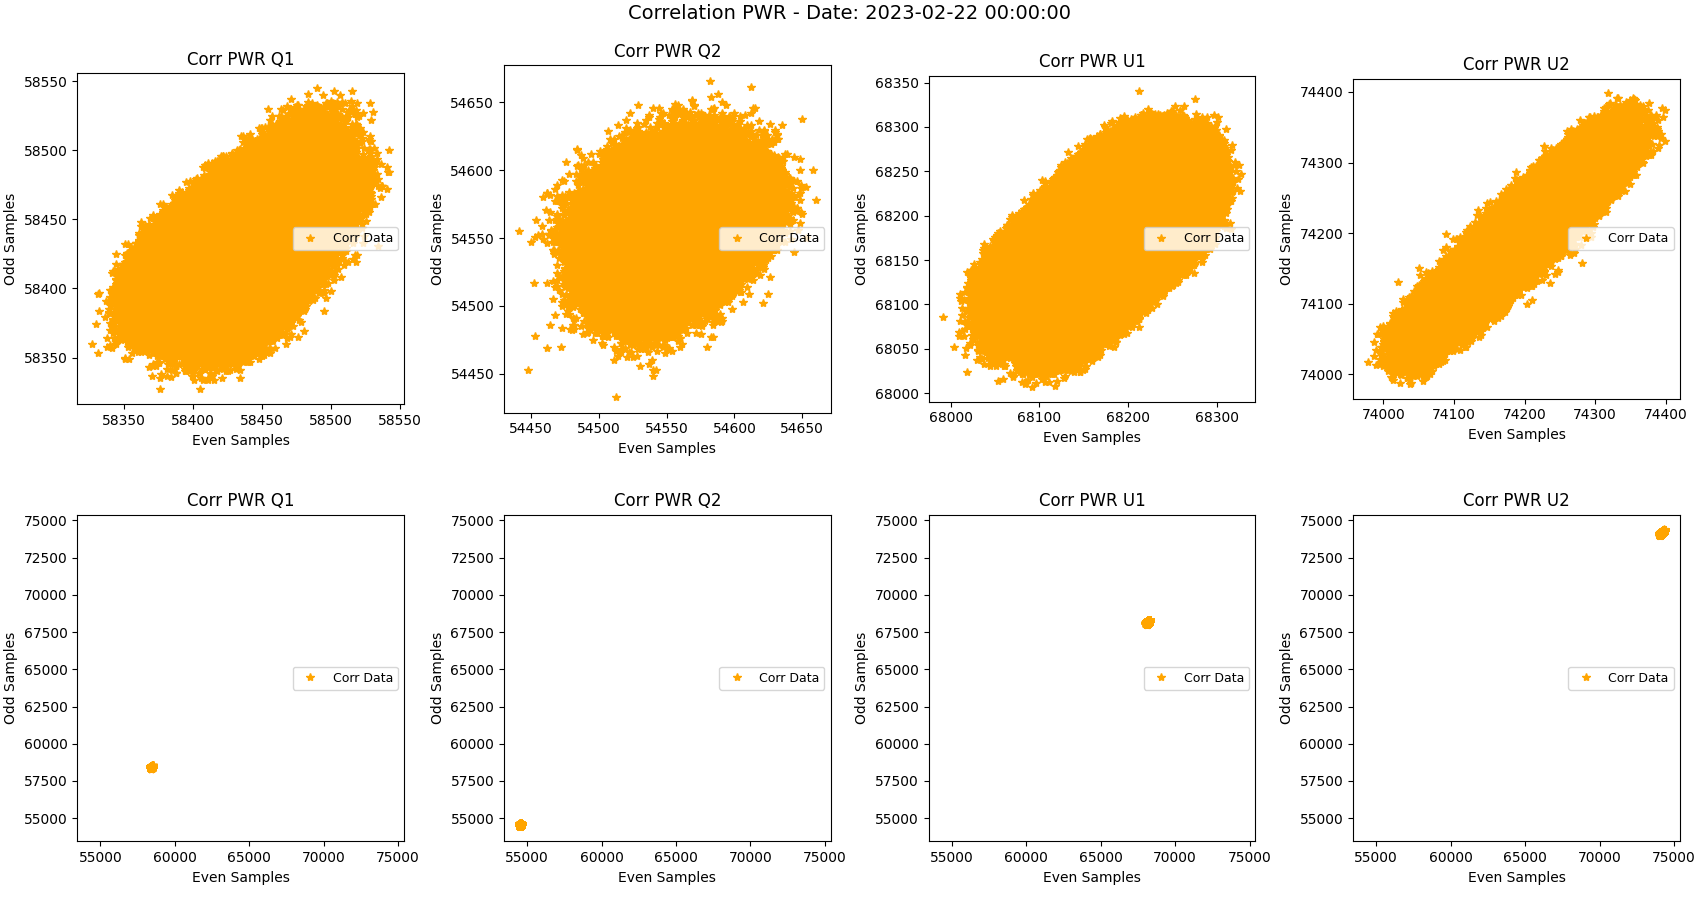 Correlation PWR - Date: 2023-02-22 00:00:00
Corr PWR Q1
58550
58500
58450
58400
58350
Odd Samples
Corr Data
58350 58400 58450 58500 58550
Even Samples
Corr PWR Q2
54650
54600
54550
54500
54450
Odd Samples
Corr Data
54450 54500 54550 54600 54650
Even Samples
Corr PWR U1
68350
68300
68250
68200
68150
68100
68050
68000
Odd Samples
Corr Data
68000 68100 68200 68300
Even Samples
Corr PWR U2
74400
74300
74200
74100
74000
Odd Samples
Corr Data
74000 74100 74200 74300 74400
Even Samples
Corr PWR Q1
75000
72500
70000
67500
65000
62500
60000
57500
55000
Odd Samples
Corr Data
55000 60000 65000 70000 75000
Even Samples
Corr PWR Q2
75000
72500
70000
67500
65000
62500
60000
57500
55000
Odd Samples
Corr Data
55000 60000 65000 70000 75000
Even Samples
Corr PWR U1
75000
72500
70000
67500
65000
62500
60000
57500
55000
Odd Samples
Corr Data
55000 60000 65000 70000 75000
Even Samples
Corr PWR U2
75000
72500
70000
67500
65000
62500
60000
57500
55000
Odd Samples
Corr Data
55000 60000 65000 70000 75000
Even Samples